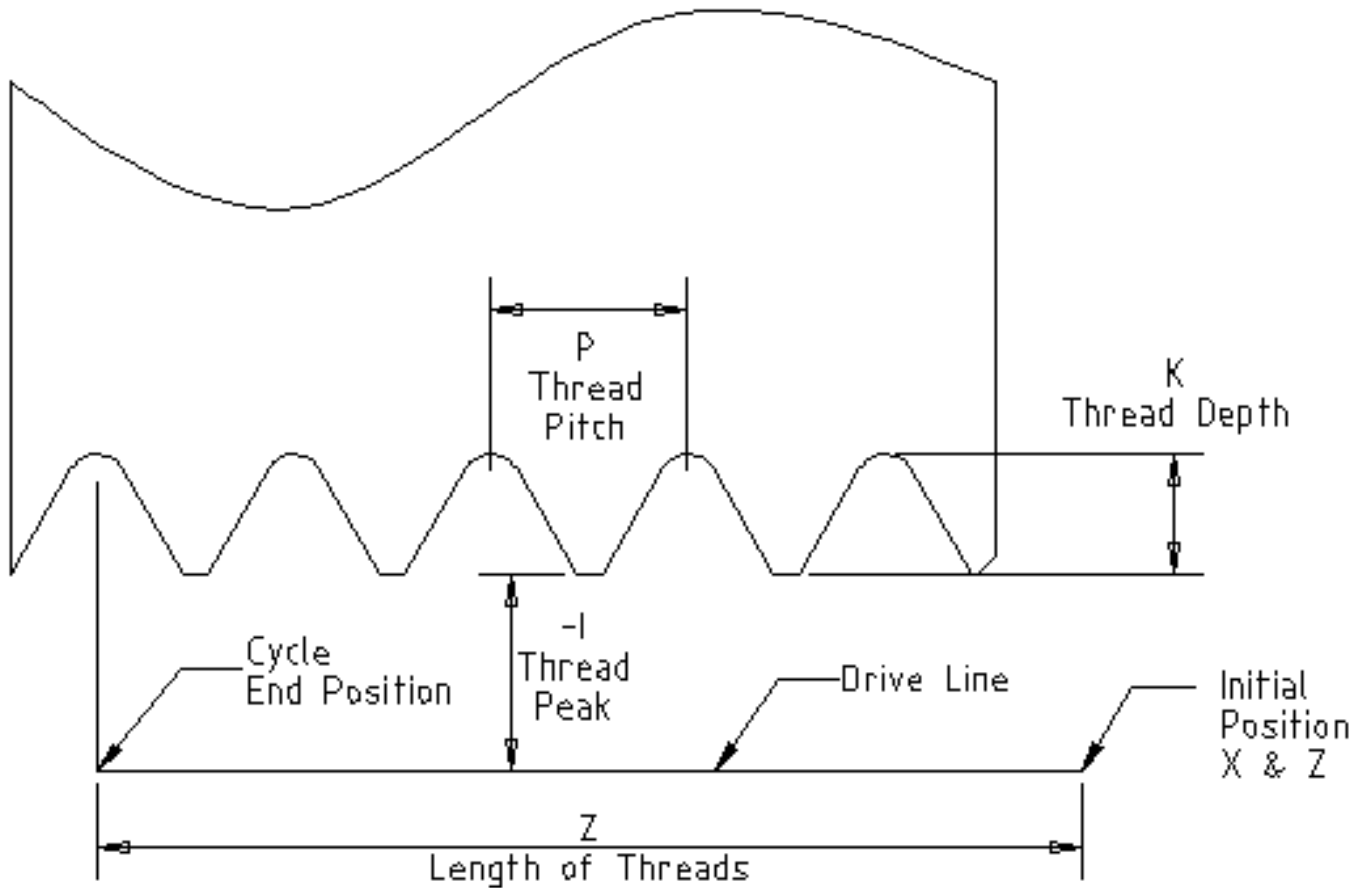 P
Thread
Pitch
K
Thread Depth
-I
Thread
Peak
Cycle
End Position
Drive Line
Initial
Position
X & Z
Z
Length of Threads